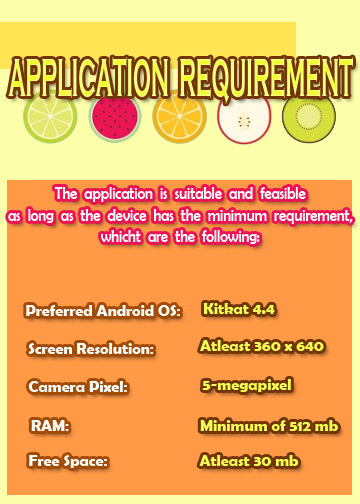 APPLICATION REQUIREMENT
The application is suitable and feasible
as long as the device has the minimum requirement,
whicht are the following:
Preferred Android OS: Kitkat 4.4
Screen Resolution: Atleast 360 x 640
Camera Pixel: 5-megapixel
RAM: Minimum of 512 mb
Free Space: Atleast 30 mb